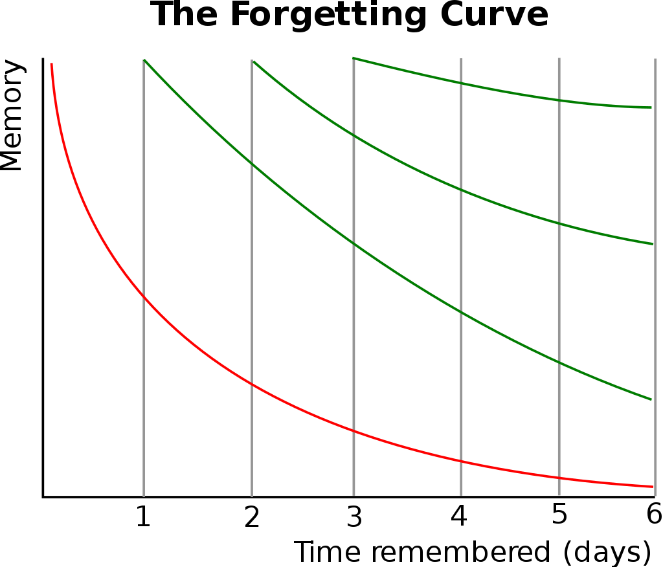 The Forgetting Curve
Memory
1 2 3 4 5 6
Time remembered (days)